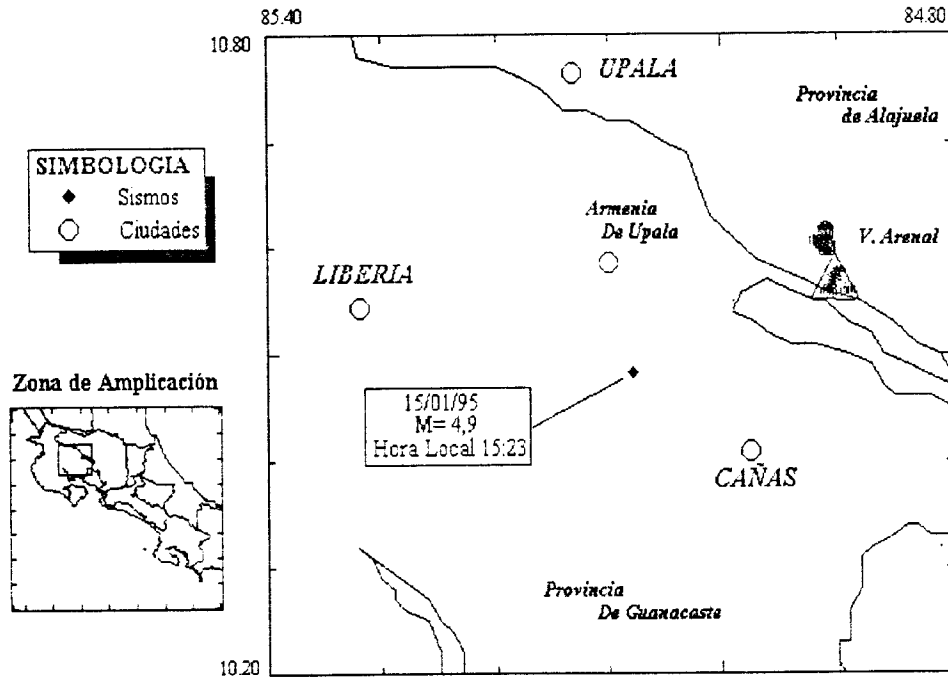 85.40
84.30
10.80
UPALA
Provincia
de Alajuela
SIMBOLOGIA
Sismos
Ciudades
Armenia
De Upala
V. Arenal
LIBERIA
Zona de Amplicación
15/01/95
M= 4,9
Hora Local 15:23
CAÑAS
Provincia
De Guanacaste
10.20